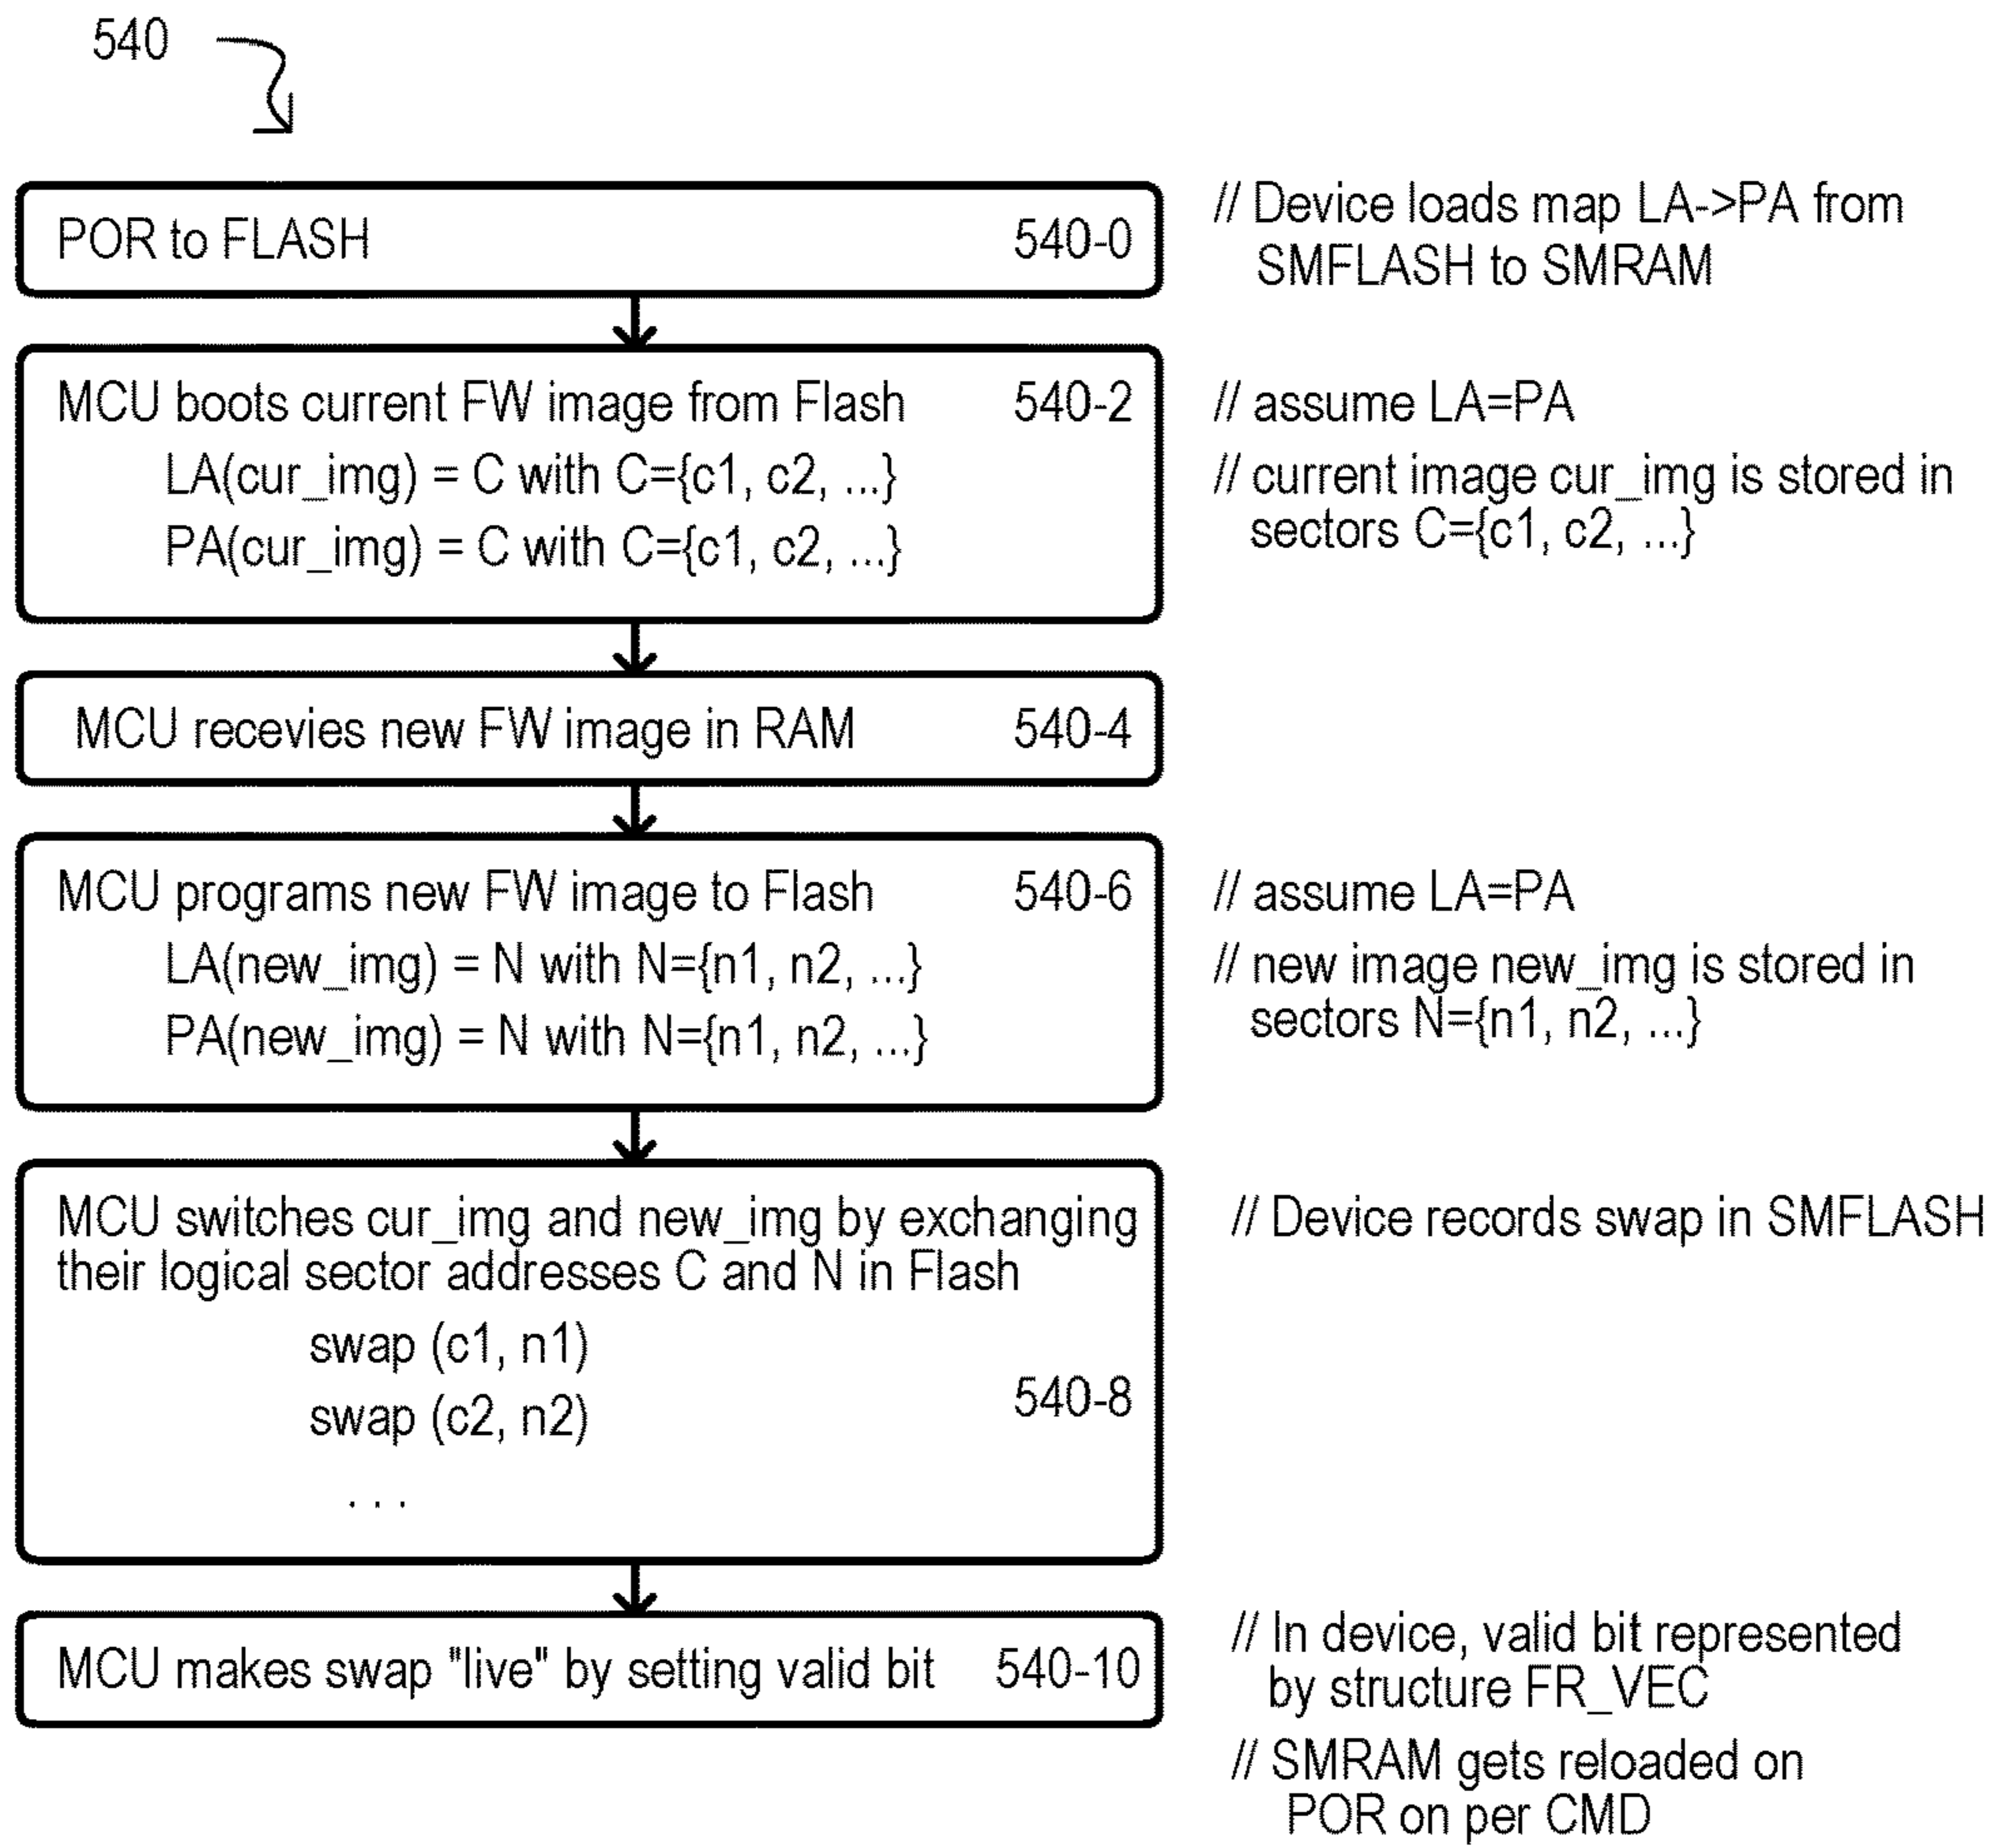 540
POR to FLASH 540-0
// Device loads map LA->PA from
SMFLASH to SMRAM
MCU boots current FW image from Flash 540-2
LA(cur_img) = C with C={c1, c2, ...}
PA(cur_img) = C with C={c1, c2, ...}
// assume LA=PA
// current image cur_img is stored in
sectors C={c1, c2, ...}
MCU recevies new FW image in RAM 540-4
MCU programs new FW image to Flash 540-6
LA(new_img) = N with N={n1, n2, ...}
PA(new_img) = N with N={n1, n2, ...}
// assume LA=PA
// new image new_img is stored in
sectors N={n1, n2, ...}
MCU switches cur_img and new_img by exchanging
their logical sector addresses C and N in Flash
swap (c1, n1)
swap (c2, n2)
540-8
. . .
// Device records swap in SMFLASH
MCU makes swap "live" by setting valid bit 540-10
// In device, valid bit represented
by structure FR_VEC
// SMRAM gets reloaded on
POR on per CMD